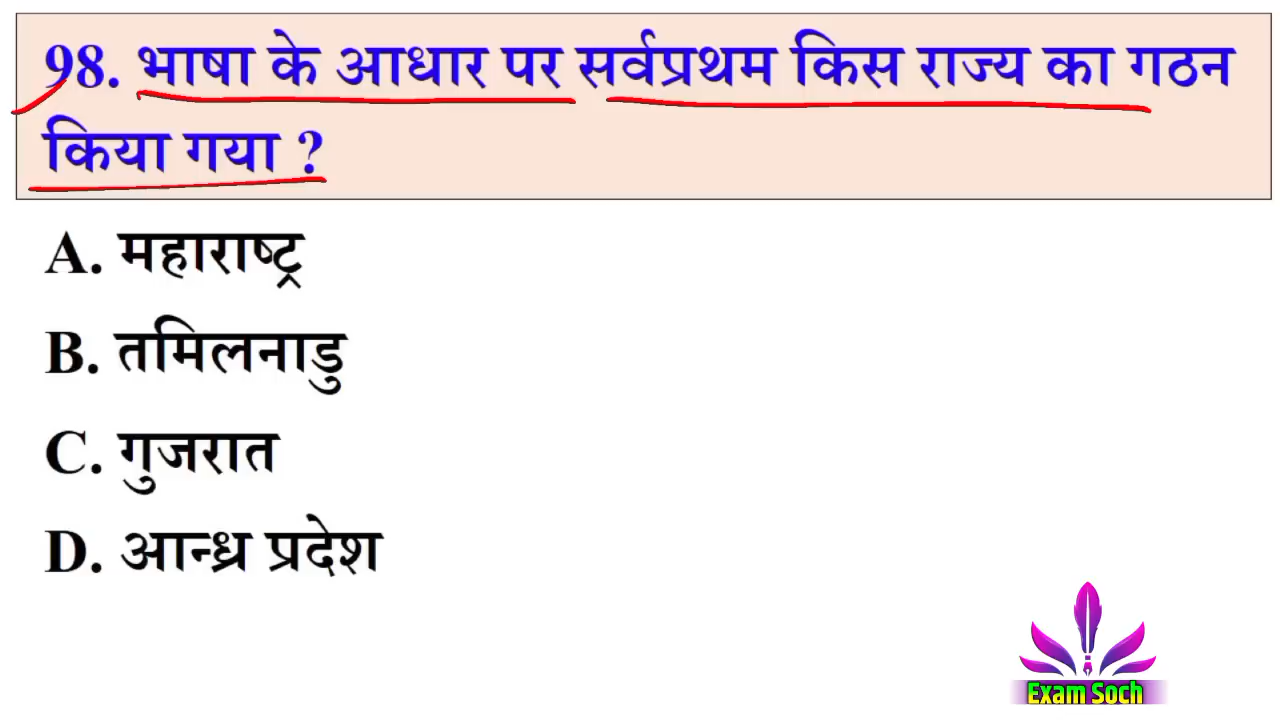 98. भाषा के आधार पर सर्वप्रथम किस राज्य का गठन
किया गया ?
A. महाराष्ट्र
B. तमिलनाडु
C. गुजरात
D. आन्ध्र प्रदेश
Exam Soch